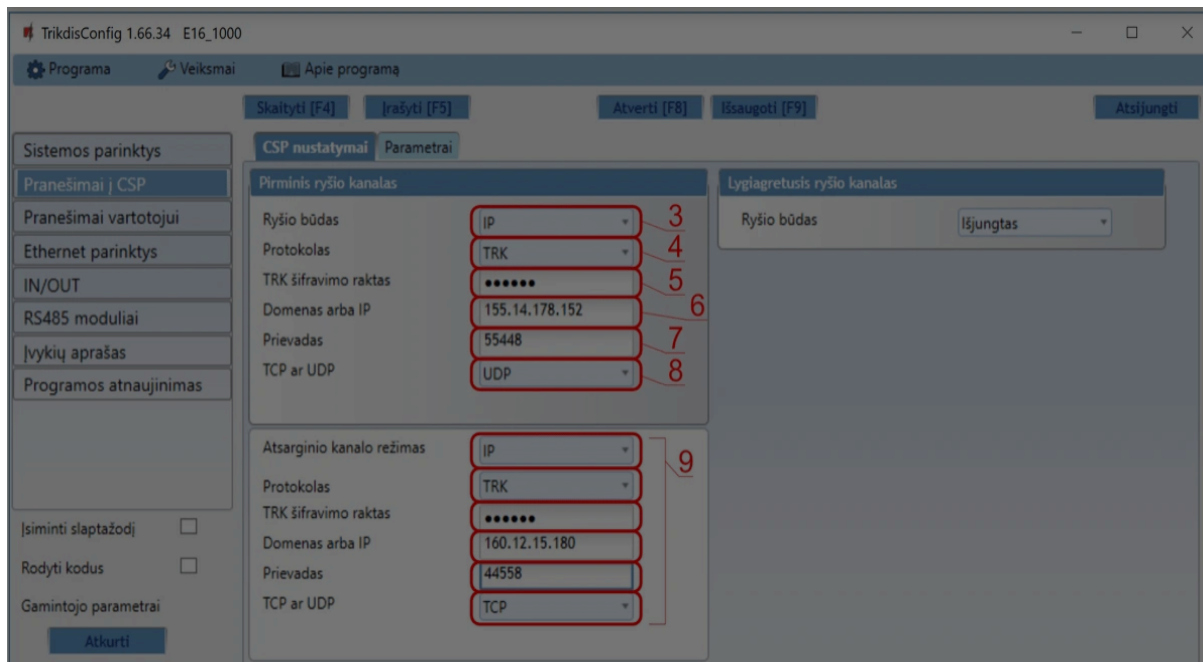 TrikdisConfig 1.66.34 E16_1000
Programa Veiksmai Apie programą
Skaityti [F4] Įrašyti [F5] Atverti [F8] Išsaugoti [F9] Atsijungti
Sistemos parinktys
Pranešimai į CSP
Pranešimai vartotojui
Ethernet parinktys
IN/OUT
RS485 moduliai
Įvykių aprašas
Programos atnaujinimas
Įsiminti slaptažodį
Rodyti kodus
Gamintojo parametrai
Atkurti
CSP nustatymai Parametrai
Pirminis ryšio kanalas
Ryšio būdas IP 3
Protokolas TRK 4
TRK šifravimo raktas •••••• 5
Domenas arba IP 155.14.178.152 6
Prievadas 55448 7
TCP ar UDP UDP 8
Atsarginio kanalo režimas IP 9
Protokolas TRK
TRK šifravimo raktas ••••••
Domenas arba IP 160.12.15.180
Prievadas 44558
TCP ar UDP TCP
Lygiagretusis ryšio kanalas
Ryšio būdas Išjungtas